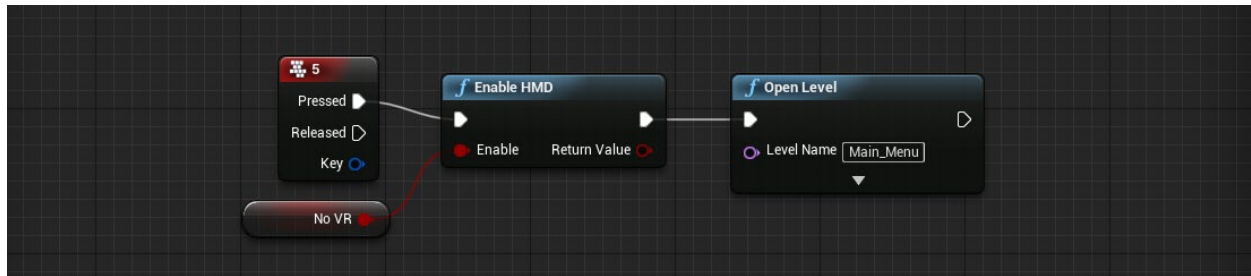 5
Pressed
Released
Key
No VR
f Enable HMD
Enable Return Value
f Open Level
Level Name Main_Menu